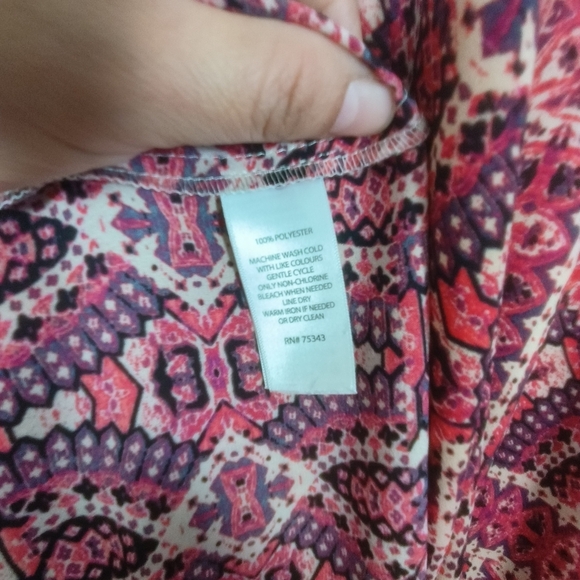 100% POLYESTER
MACHINE WASH COLD
WITH LIKE COLOURS
GENTLE CYCLE
ONLY NON-CHLORINE
BLEACH WHEN NEEDED
LINE DRY
WARM IRON IF NEEDED
OR DRY CLEAN
RN# 75343